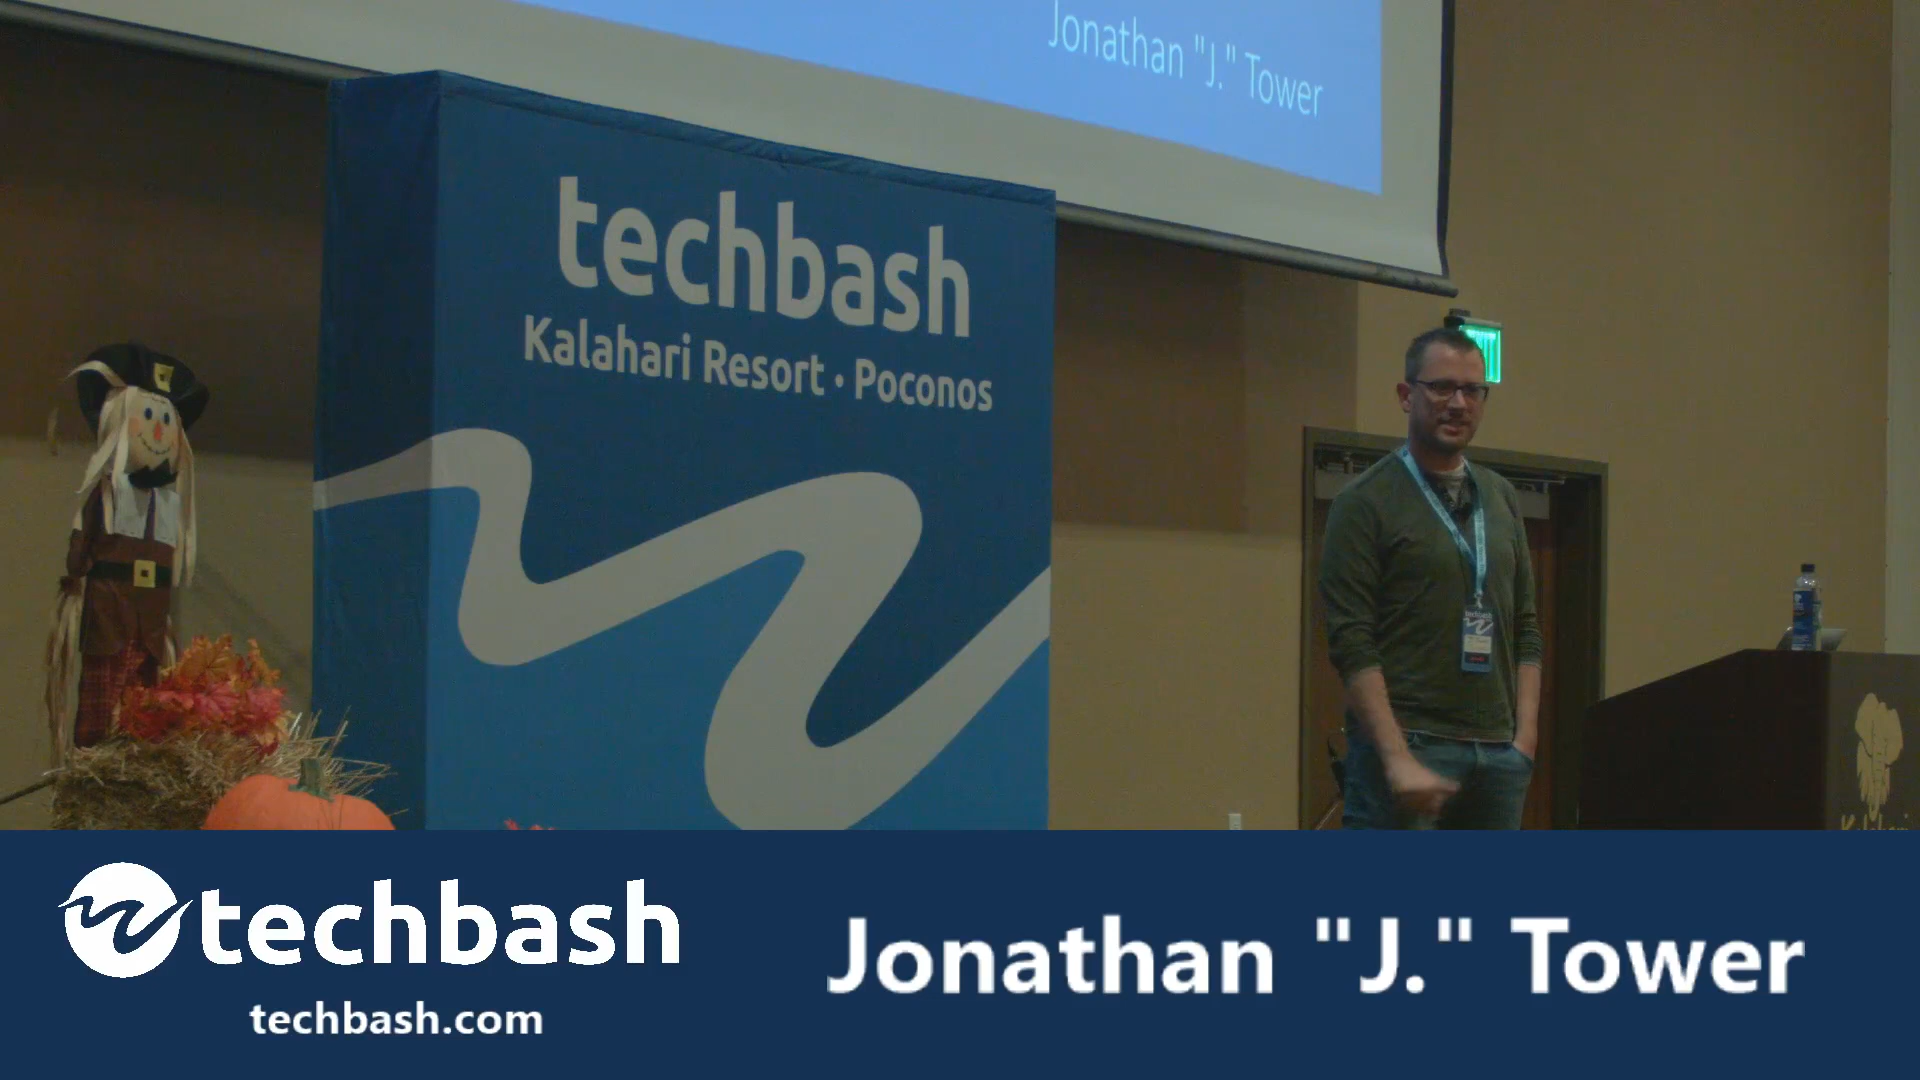 Jonathan "J." Tower
techbash
Kalahari Resort • Poconos
techbash
techbash.com
Jonathan "J." Tower